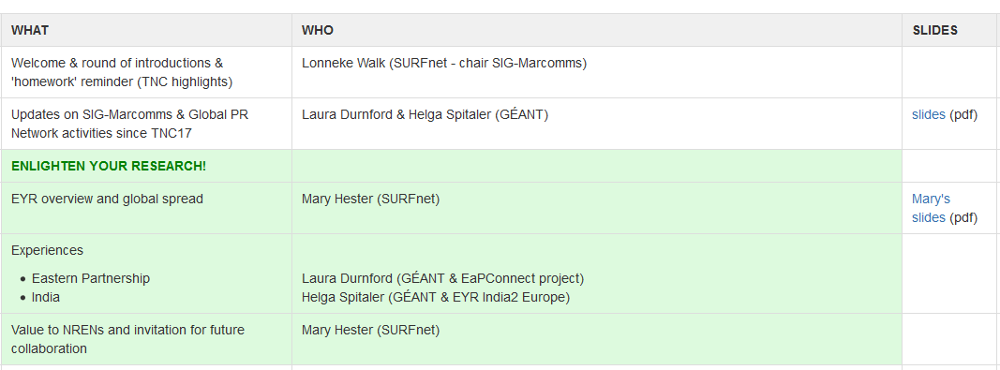 WHAT WHO SLIDES
Welcome & round of introductions & Lonneke Walk (SURFnet - chair SIG-Marcomms)
'homework' reminder (TNC highlights)
Updates on SIG-Marcomms & Global PR Laura Durnford & Helga Spitaler (GÉANT) slides (pdf)
Network activities since TNC17
ENLIGHTEN YOUR RESEARCH!
EYR overview and global spread Mary Hester (SURFnet) Mary's
slides (pdf)
Experiences
• Eastern Partnership Laura Durnford (GÉANT & EaPConnect project)
• India Helga Spitaler (GÉANT & EYR India2 Europe)
Value to NRENs and invitation for future Mary Hester (SURFnet)
collaboration